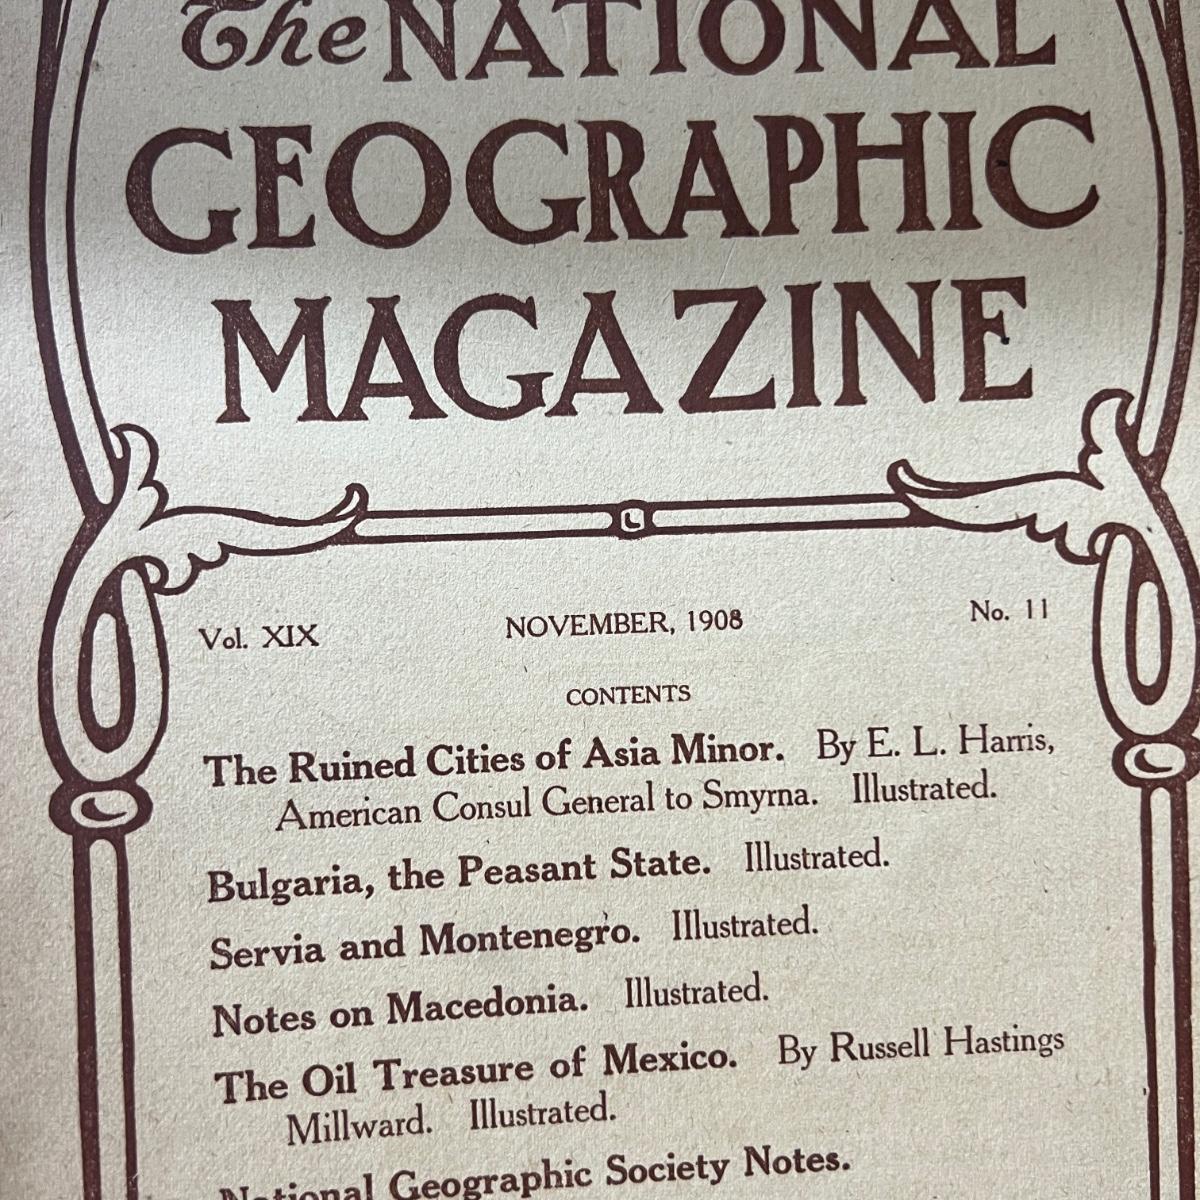 The NATIONAL
GEOGRAPHIC
MAGAZINE
Vol. XIX NOVEMBER, 1908 No. 11
CONTENTS
The Ruined Cities of Asia Minor. By E. L. Harris,
American Consul General to Smyrna. Illustrated.
Bulgaria, the Peasant State. Illustrated.
Servia and Montenegro. Illustrated.
Notes on Macedonia. Illustrated.
The Oil Treasure of Mexico. By Russell Hastings
Millward. Illustrated.
National Geographic Society Notes.